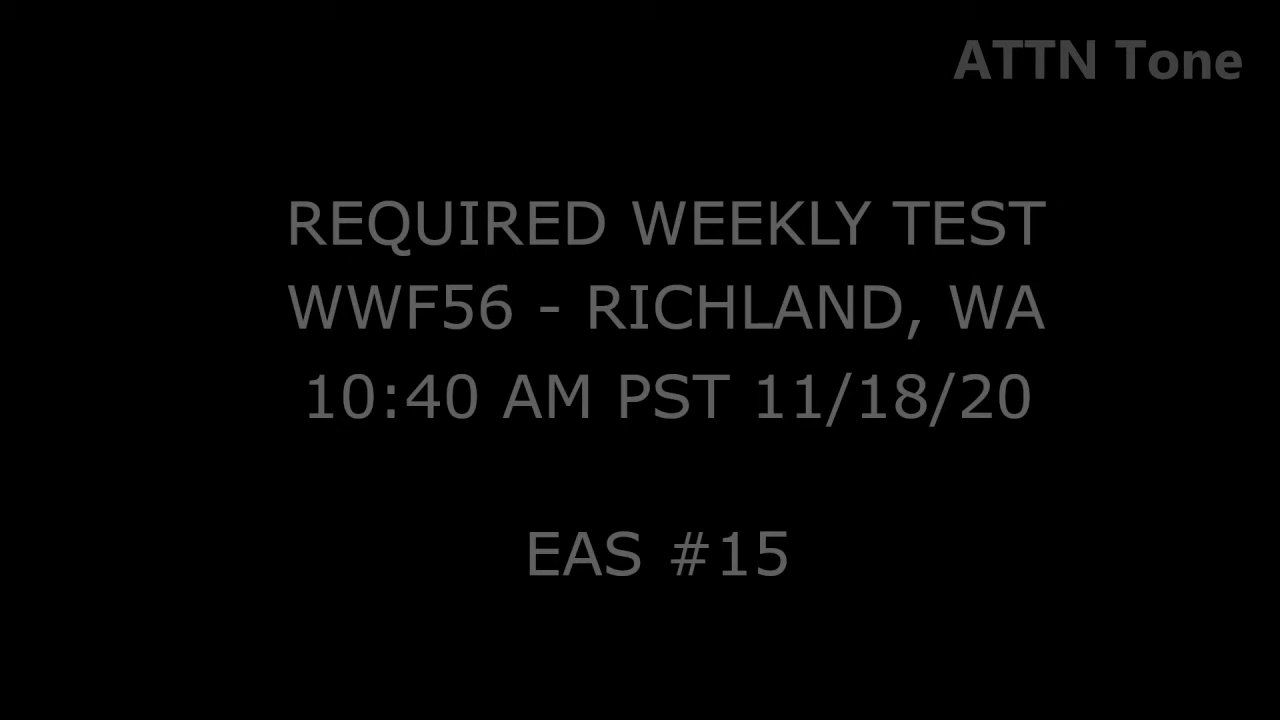 ATTN Tone
REQUIRED WEEKLY TEST
WWF56 - RICHLAND, WA
10:40 AM PST 11/18/20
EAS #15